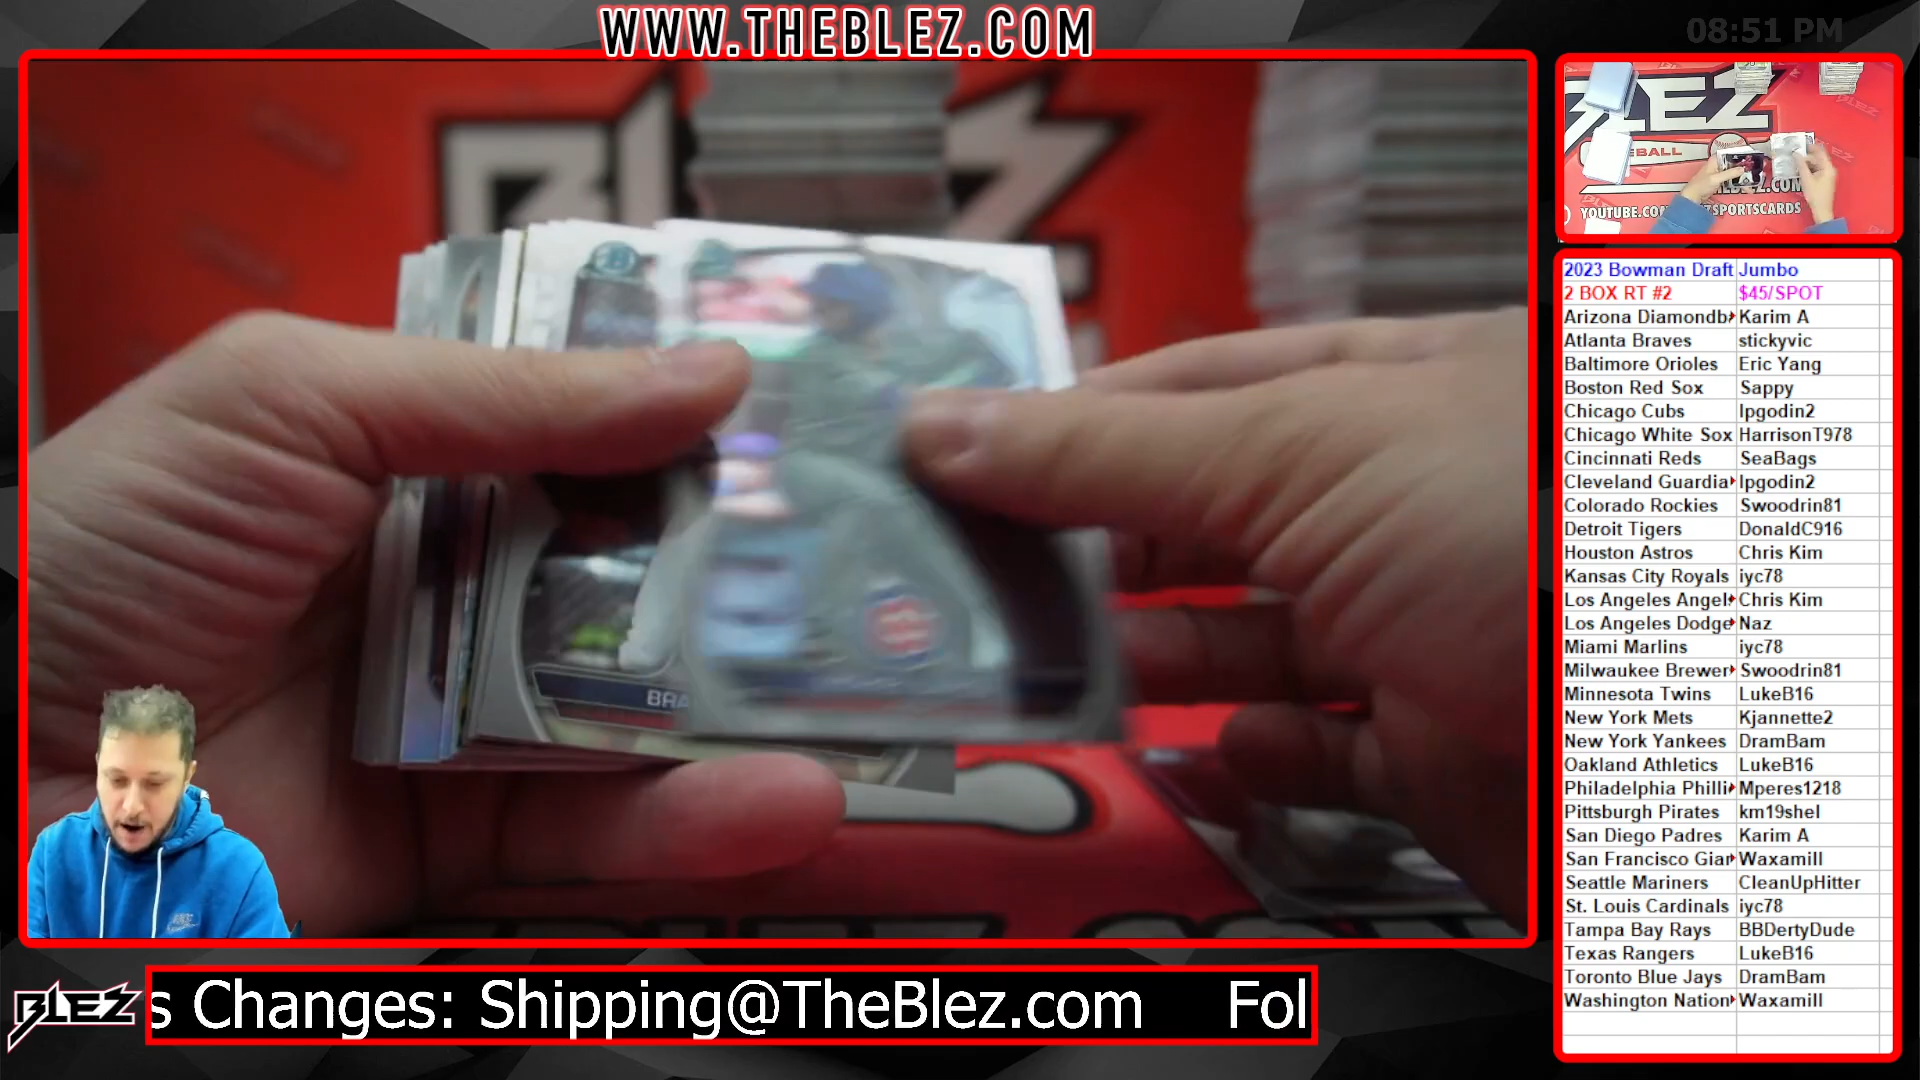 WWW.THEBLEZ.COM
08:51 PM
BLEZ
YOUTUBE.CO
SPORTSCARDS
BRA
2023 Bowman Draft Jumbo
2 BOX RT #2 $45/SPOT
Arizona Diamondb Karim A
Atlanta Braves stickyvic
Baltimore Orioles Eric Yang
Boston Red Sox Sappy
Chicago Cubs lpgodin2
Chicago White Sox HarrisonT978
Cincinnati Reds SeaBags
Cleveland Guardia lpgodin2
Colorado Rockies Swoodrin81
Detroit Tigers DonaldC916
Houston Astros Chris Kim
Kansas City Royals iyc78
Los Angeles Angel Chris Kim
Los Angeles Dodge Naz
Miami Marlins iyc78
Milwaukee Brewer Swoodrin81
Minnesota Twins LukeB16
New York Mets Kjannette2
New York Yankees DramBam
Oakland Athletics LukeB16
Philadelphia Philli Mperes1218
Pittsburgh Pirates km19shel
San Diego Padres Karim A
San Francisco Gian Waxamill
Seattle Mariners CleanUpHitter
St. Louis Cardinals iyc78
Tampa Bay Rays BBDertyDude
Texas Rangers LukeB16
Toronto Blue Jays DramBam
Washington Nation Waxamill
BLEZ
s Changes: Shipping@TheBlez.com Fol